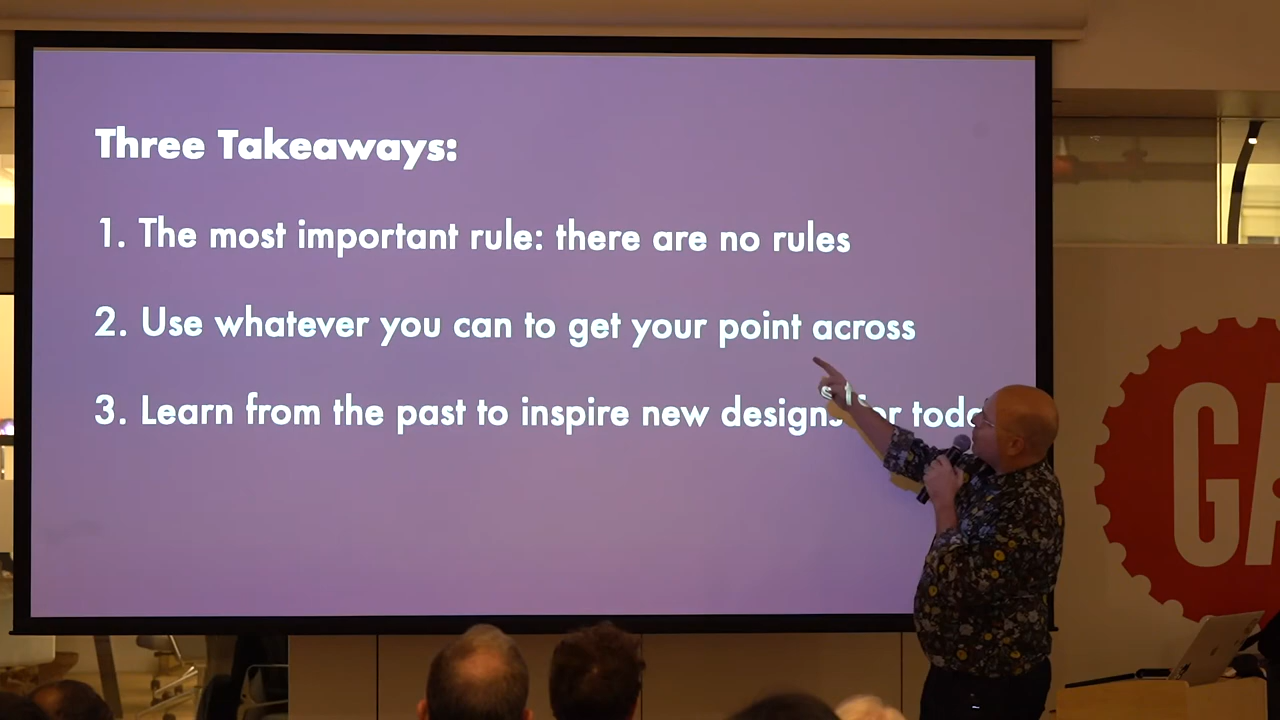 Three Takeaways:
1. The most important rule: there are no rules
2. Use whatever you can to get your point across
3. Learn from the past to inspire new designs for
GA